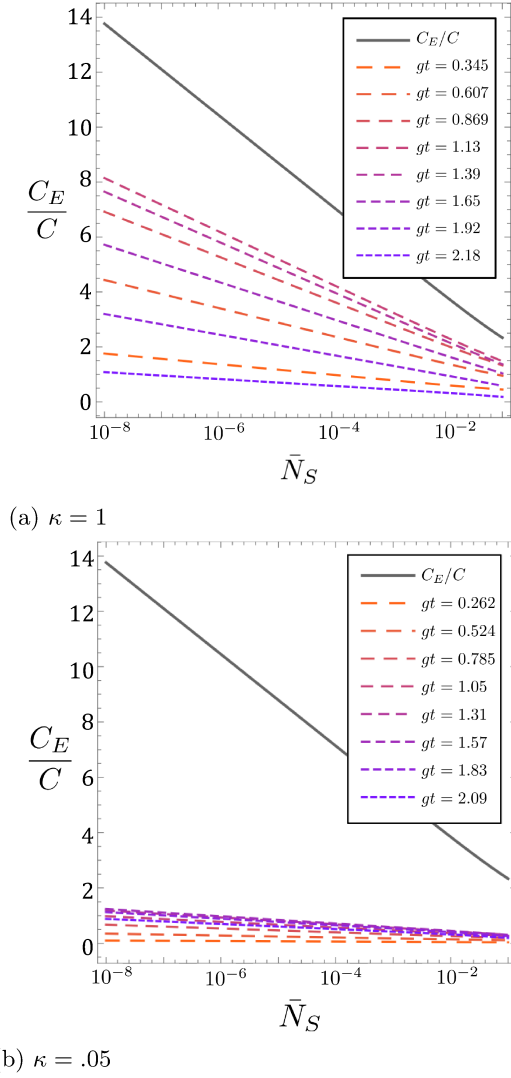 14
12
10
8
6
4
2
0
C_E/C
C_E/C
gt = 0.345
gt = 0.607
gt = 0.869
gt = 1.13
gt = 1.39
gt = 1.65
gt = 1.92
gt = 2.18
10^−8
10^−6
10^−4
10^−2
N̄_S
(a) κ = 1
14
12
10
8
6
4
2
0
C_E/C
C_E/C
gt = 0.262
gt = 0.524
gt = 0.785
gt = 1.05
gt = 1.31
gt = 1.57
gt = 1.83
gt = 2.09
10^−8
10^−6
10^−4
10^−2
N̄_S
b) κ = .05